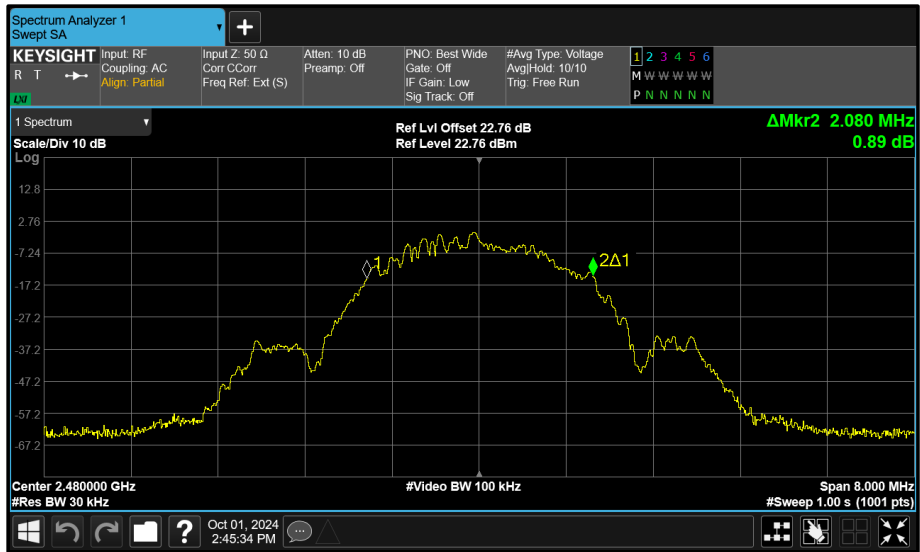 Spectrum Analyzer 1
Swept SA
KEYSIGHT
R T
LXI
Input: RF
Coupling: AC
Align: Partial
Input Z: 50 Ω
Corr CCorr
Freq Ref: Ext (S)
Atten: 10 dB
Preamp: Off
PNO: Best Wide
Gate: Off
IF Gain: Low
Sig Track: Off
#Avg Type: Voltage
Avg|Hold: 10/10
Trig: Free Run
1 2 3 4 5 6
M W W W W W
P N N N N N
1 Spectrum
Scale/Div 10 dB
Ref Lvl Offset 22.76 dB
Ref Level 22.76 dBm
ΔMkr2 2.080 MHz
0.89 dB
Log
12.8
2.76
-7.24
-17.2
-27.2
-37.2
-47.2
-57.2
-67.2
1
2Δ1
Center 2.480000 GHz
#Res BW 30 kHz
#Video BW 100 kHz
Span 8.000 MHz
#Sweep 1.00 s (1001 pts)
?
Oct 01, 2024
2:45:34 PM